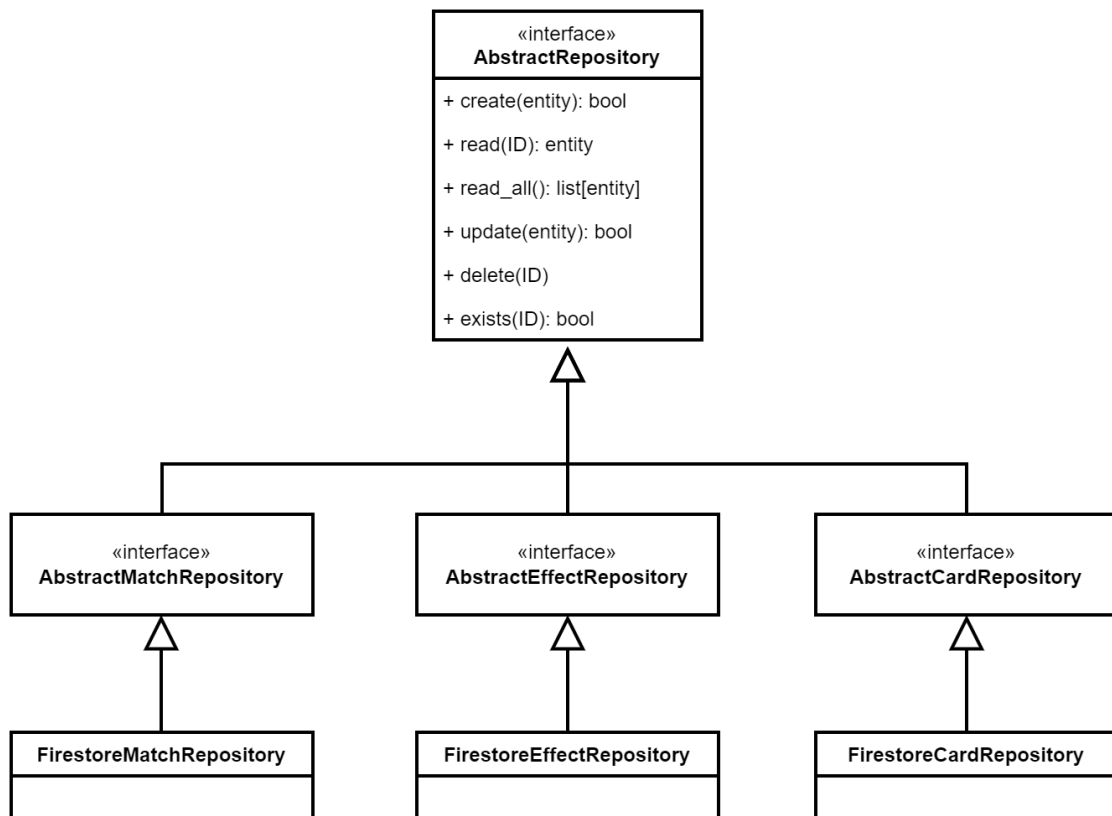 «interface»
AbstractRepository
+ create(entity): bool
+ read(ID): entity
+ read_all(): list[entity]
+ update(entity): bool
+ delete(ID)
+ exists(ID): bool
«interface»
AbstractMatchRepository
«interface»
AbstractEffectRepository
«interface»
AbstractCardRepository
FirestoreMatchRepository
FirestoreEffectRepository
FirestoreCardRepository